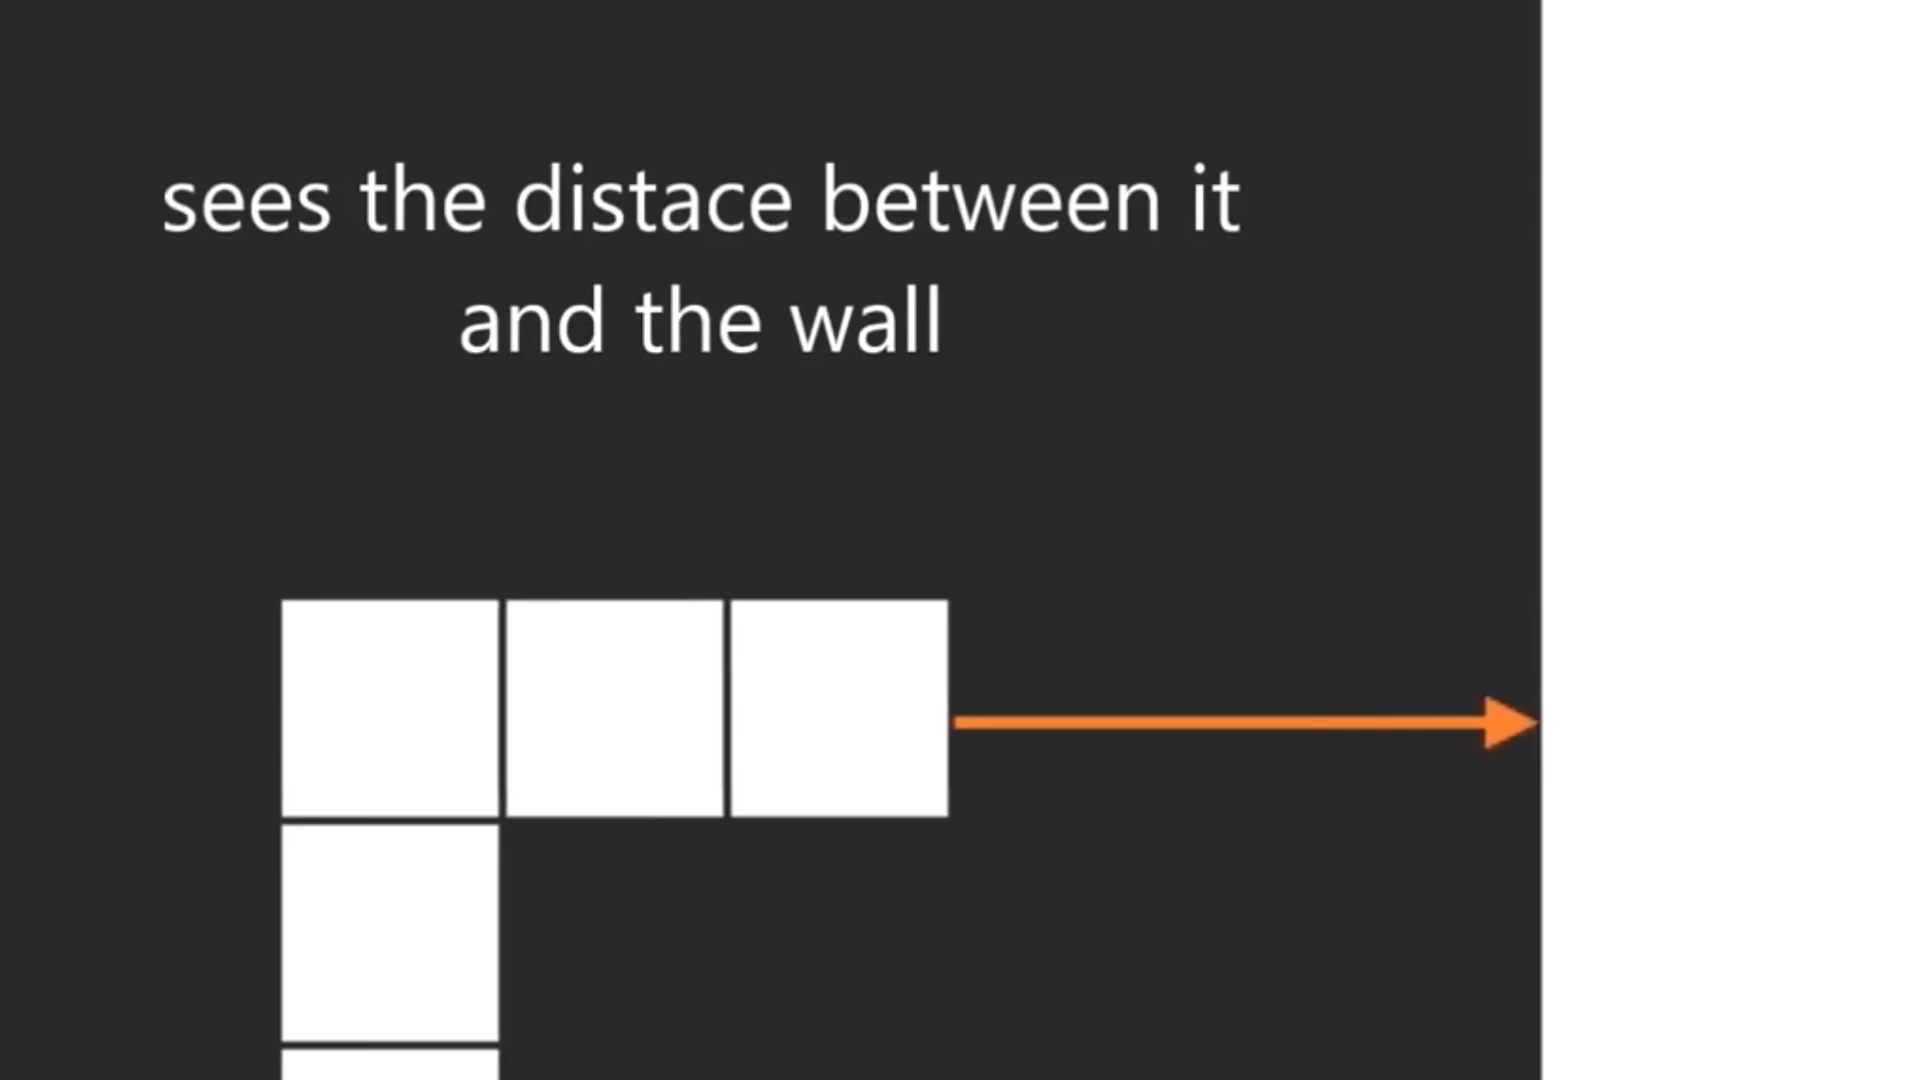 sees the distace between it
and the wall